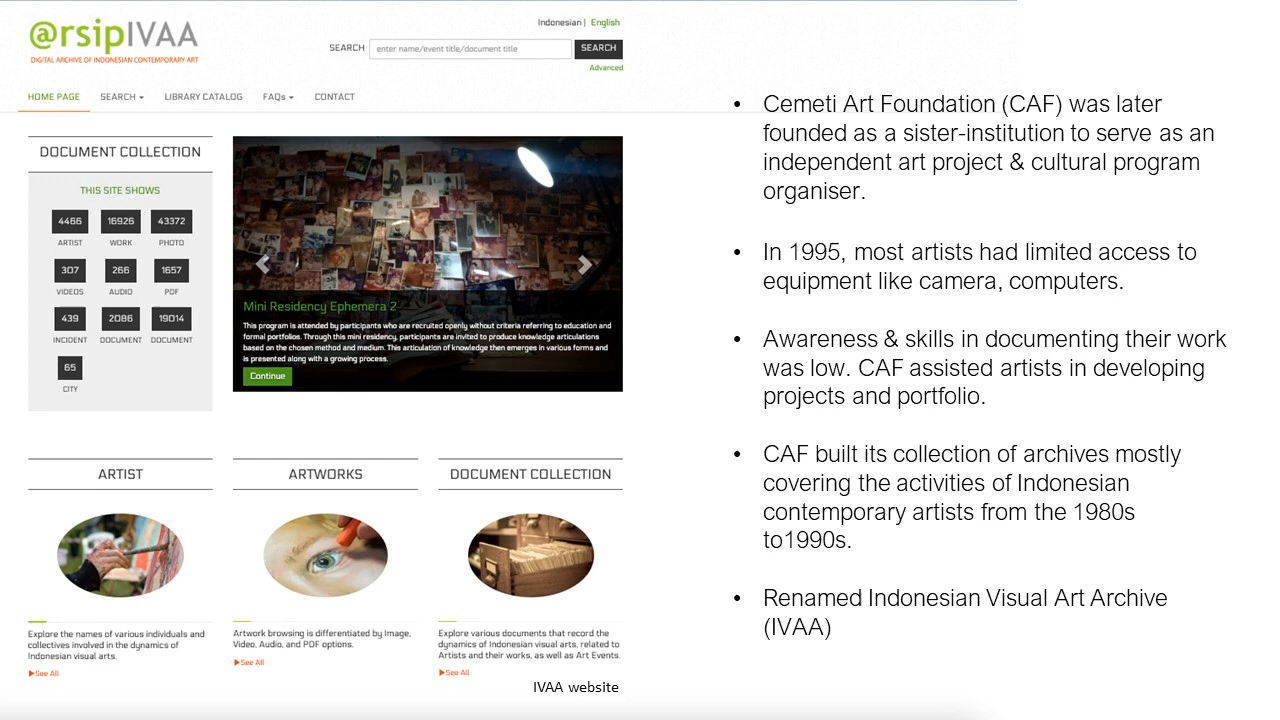 @rsipIVAA
DIGITAL ARCHIVE OF INDONESIAN CONTEMPORARY ART
Indonesian | English
SEARCH enter name/event title/document title SEARCH
Advanced
HOME PAGE SEARCH LIBRARY CATALOG FAQs CONTACT
DOCUMENT COLLECTION
THIS SITE SHOWS
4466 16926 43372
ARTIST WORK PHOTO
307 266 1657
VIDEOS AUDIO PDF
439 2086 19014
INCIDENT DOCUMENT DOCUMENT
65
CITY
Mini Residency Ephemera 2
This program is attended by participants who are recruited openly without criteria referring to education and
formal portfolios. Through this mini residency, participants are invited to produce knowledge articulations
based on the chosen method and medium. This articulation of knowledge then emerges in various forms and
is presented along with a growing process.
Continue
ARTIST
Explore the names of various individuals and
collectives involved in the dynamics of
Indonesian visual arts.
▶See All
ARTWORKS
Artwork browsing is differentiated by Image,
Video, Audio, and PDF options.
▶See All
DOCUMENT COLLECTION
Explore various documents that record the
dynamics of Indonesian visual arts, related to
Artists and their works, as well as Art Events.
▶See All
IVAA website
• Cemeti Art Foundation (CAF) was later
founded as a sister-institution to serve as an
independent art project & cultural program
organiser.
• In 1995, most artists had limited access to
equipment like camera, computers.
• Awareness & skills in documenting their work
was low. CAF assisted artists in developing
projects and portfolio.
• CAF built its collection of archives mostly
covering the activities of Indonesian
contemporary artists from the 1980s
to1990s.
• Renamed Indonesian Visual Art Archive
(IVAA)